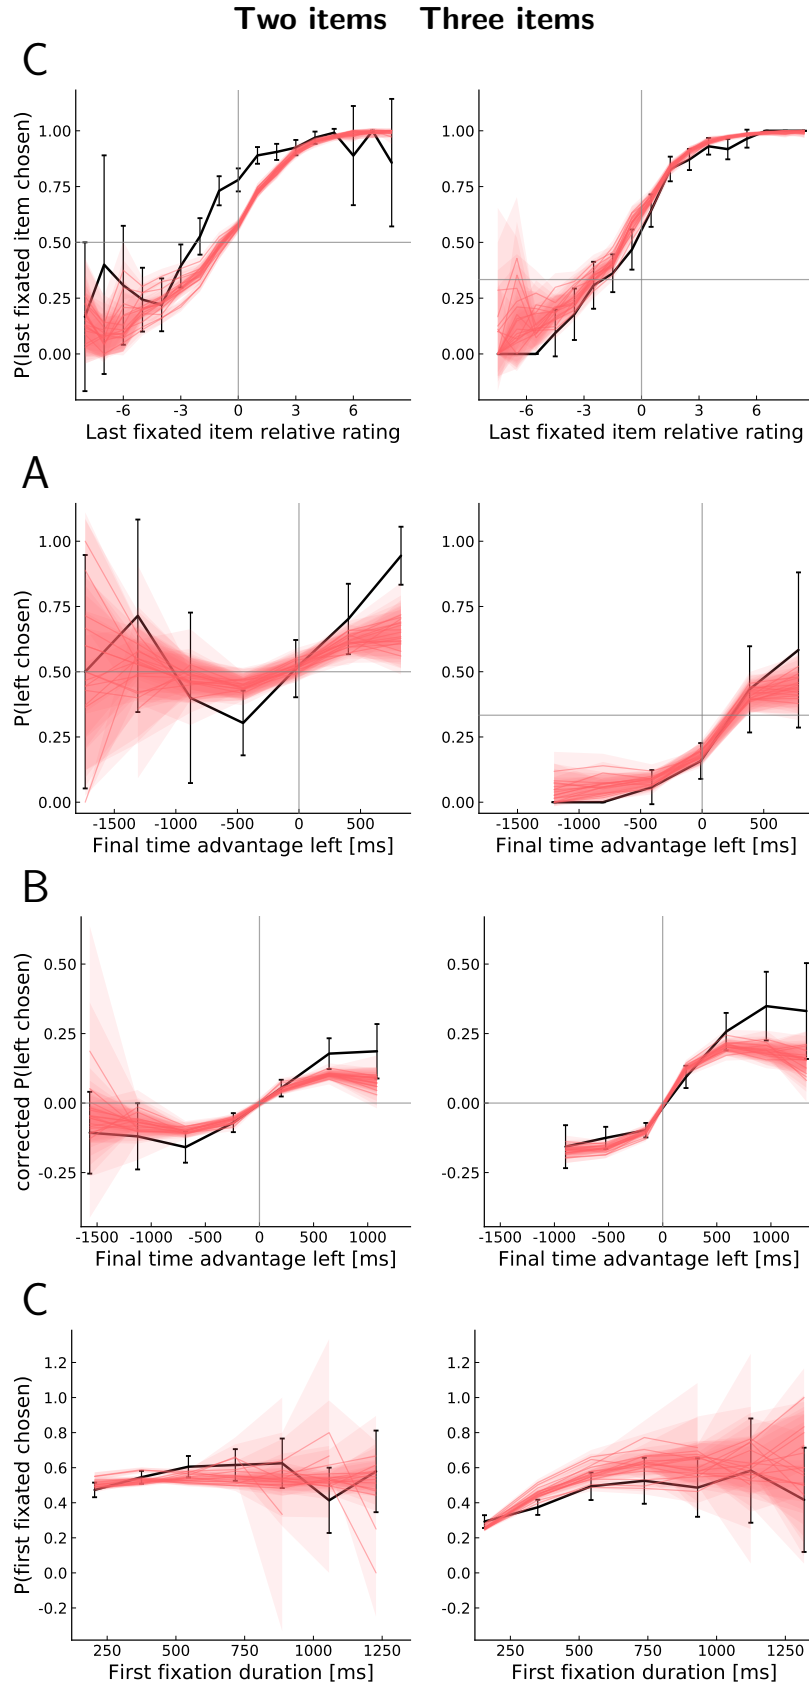 Two items Three items
C
P(last fixated item chosen)
1.00
0.75
0.50
0.25
0.00
-6 -3 0 3 6
Last fixated item relative rating
1.00
0.75
0.50
0.25
0.00
-6 -3 0 3 6
Last fixated item relative rating
A
P(left chosen)
1.00
0.75
0.50
0.25
0.00
-1500 -1000 -500 0 500
Final time advantage left [ms]
1.00
0.75
0.50
0.25
0.00
-1500 -1000 -500 0 500
Final time advantage left [ms]
B
corrected P(left chosen)
0.50
0.25
0.00
-0.25
-1500 -1000 -500 0 500 1000
Final time advantage left [ms]
0.50
0.25
0.00
-0.25
-1500 -1000 -500 0 500 1000
Final time advantage left [ms]
C
P(first fixated chosen)
1.2
1.0
0.8
0.6
0.4
0.2
0.0
-0.2
250 500 750 1000 1250
First fixation duration [ms]
1.2
1.0
0.8
0.6
0.4
0.2
0.0
-0.2
250 500 750 1000 1250
First fixation duration [ms]